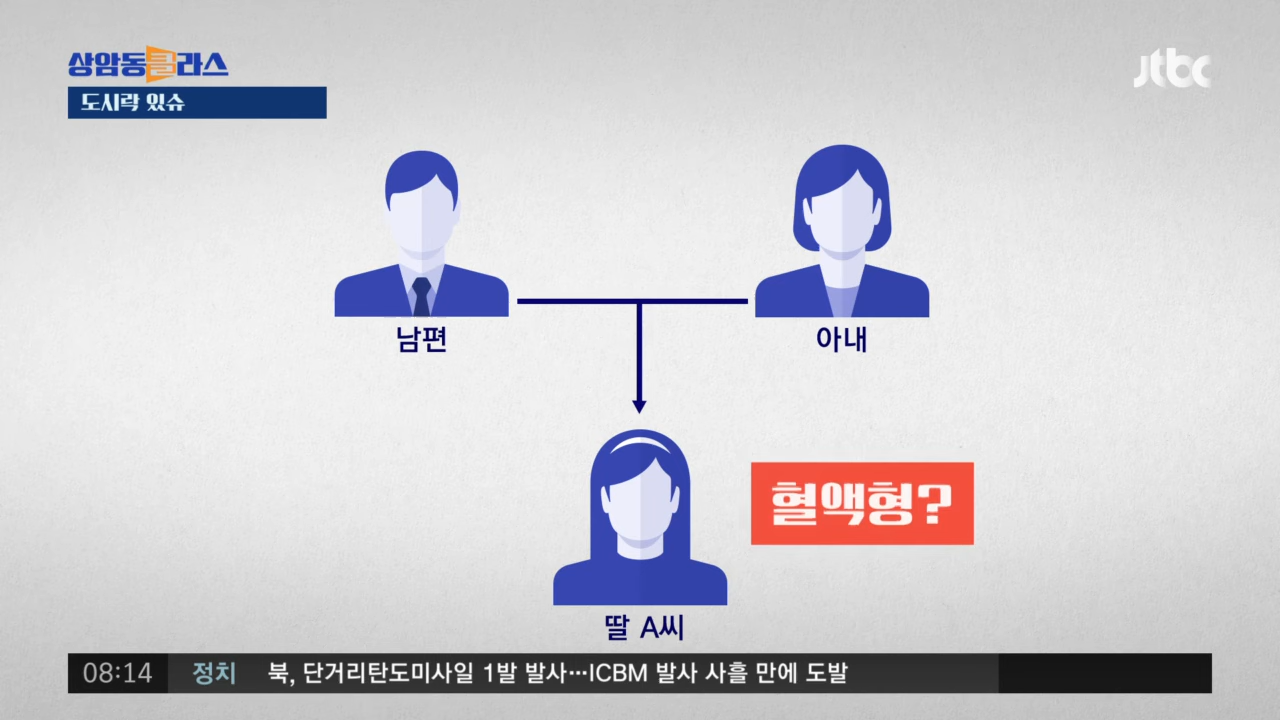 상암동클라스
jtbc
도시락 있슈
남편
아내
혈액형?
딸 A씨
08:14 정치 북, 단거리탄도미사일 1발 발사…ICBM 발사 사흘 만에 도발